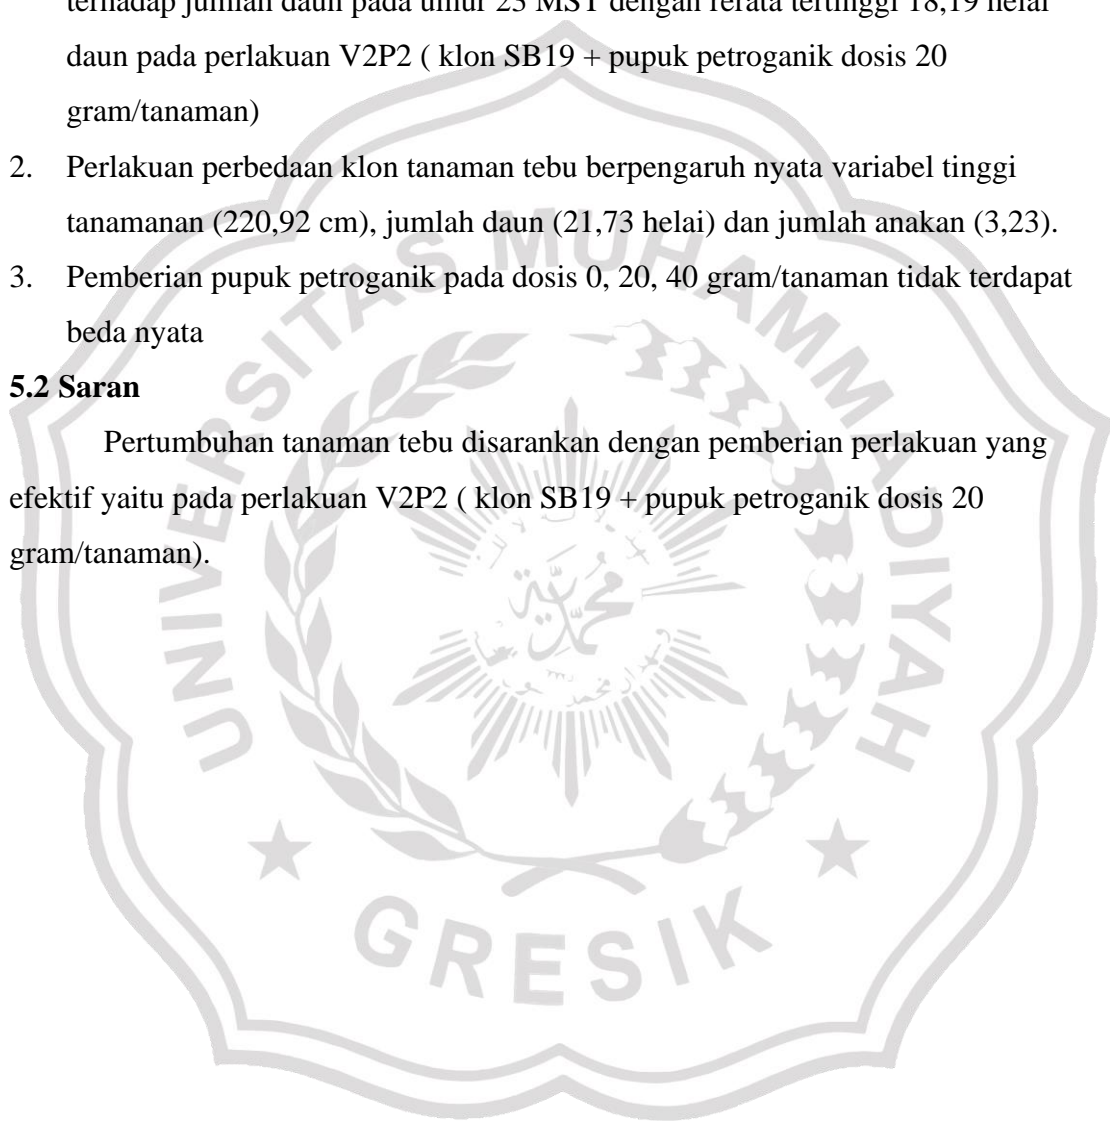 terhadap jumlah daun pada umur 23 MST dengan rerata tertinggi 18,19 helai
daun pada perlakuan V2P2 ( klon SB19 + pupuk petroganik dosis 20
gram/tanaman)
2. Perlakuan perbedaan klon tanaman tebu berpengaruh nyata variabel tinggi
tanamanan (220,92 cm), jumlah daun (21,73 helai) dan jumlah anakan (3,23).
3. Pemberian pupuk petroganik pada dosis 0, 20, 40 gram/tanaman tidak terdapat
beda nyata
5.2 Saran
Pertumbuhan tanaman tebu disarankan dengan pemberian perlakuan yang
efektif yaitu pada perlakuan V2P2 ( klon SB19 + pupuk petroganik dosis 20
gram/tanaman).
UNIVERSITAS MUHAMMADIYAH
GRESIK